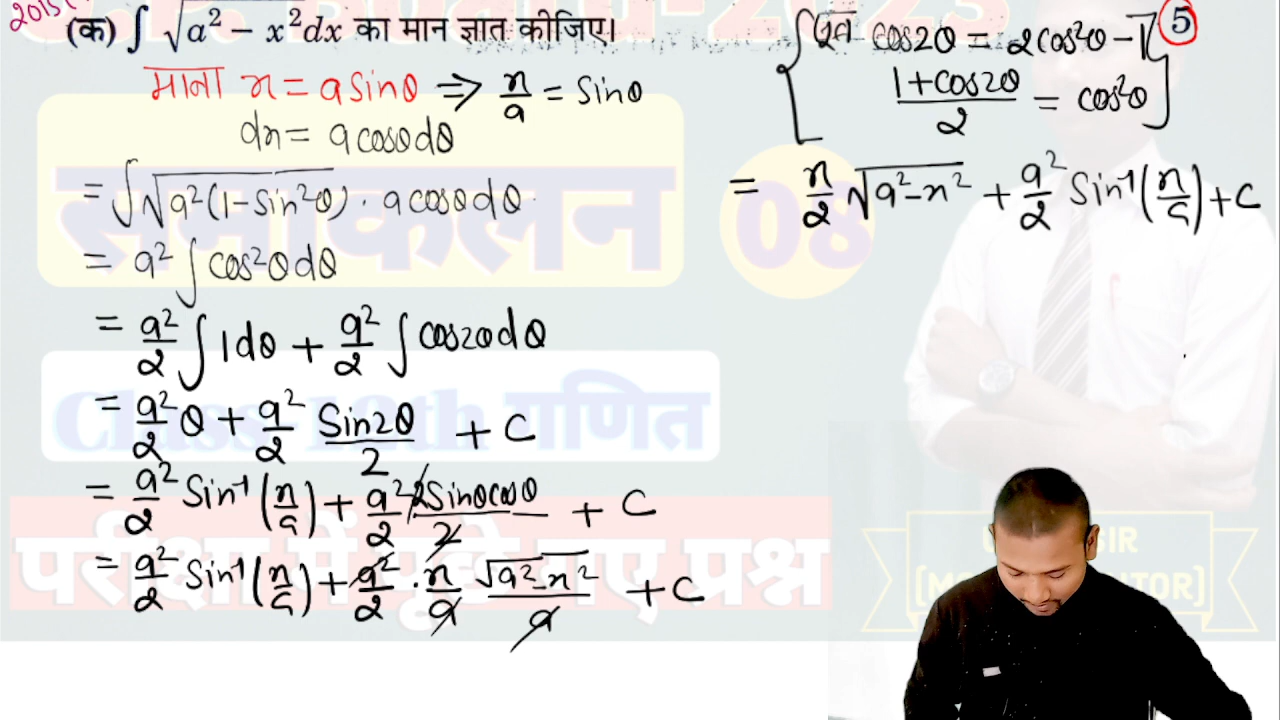 2015
(क) ∫ √a² − x² dx का मान ज्ञात कीजिए।
माना x = a sinθ ⇒ x/a = sinθ
dx = a cosθ dθ
= ∫ √a²(1−sin²θ) · a cosθ dθ
= a² ∫ cos²θ dθ
= a²/2 ∫ 1 dθ + a²/2 ∫ cos2θ dθ
= a²/2 θ + a²/2 sin2θ/2 + C
= a²/2 sin⁻¹(x/a) + a²/2 2sinθcosθ/2 + C
= a²/2 sin⁻¹(x/a) + a²/2 · x/a √a²−x²/a + C
सूत्र cos2θ = 2cos²θ − 1
5
1+cos2θ/2 = cos²θ
= x/2 √a²−x² + a²/2 sin⁻¹(x/a) + C
2023
समाकलन 08
Class 12th गणित
परीक्षा में पूछे गए प्रश्न
SIR